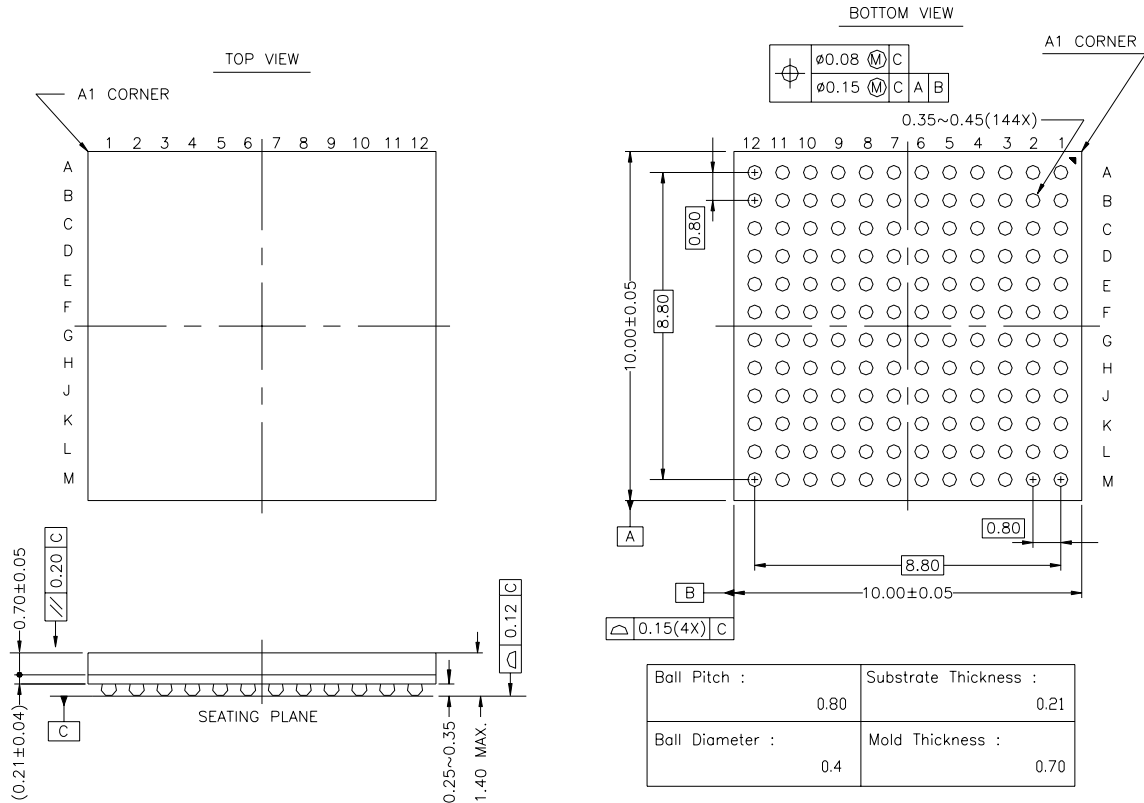 TOP VIEW
A1 CORNER
1 2 3 4 5 6 7 8 9 10 11 12
A
B
C
D
E
F
G
H
J
K
L
M
BOTTOM VIEW
A1 CORNER
ø0.08 Ⓜ C
ø0.15 Ⓜ C A B
0.35~0.45(144X)
12 11 10 9 8 7 6 5 4 3 2 1
A
B
C
D
E
F
G
H
J
K
L
M
0.80
8.80
10.00±0.05
A
0.80
8.80
B
10.00±0.05
0.15(4X) C
0.70±0.05
// 0.20 C
(0.21±0.04)
C
SEATING PLANE
0.25~0.35
1.40 MAX.
0.12 C
Ball Pitch :
0.80
Substrate Thickness :
0.21
Ball Diameter :
0.4
Mold Thickness :
0.70